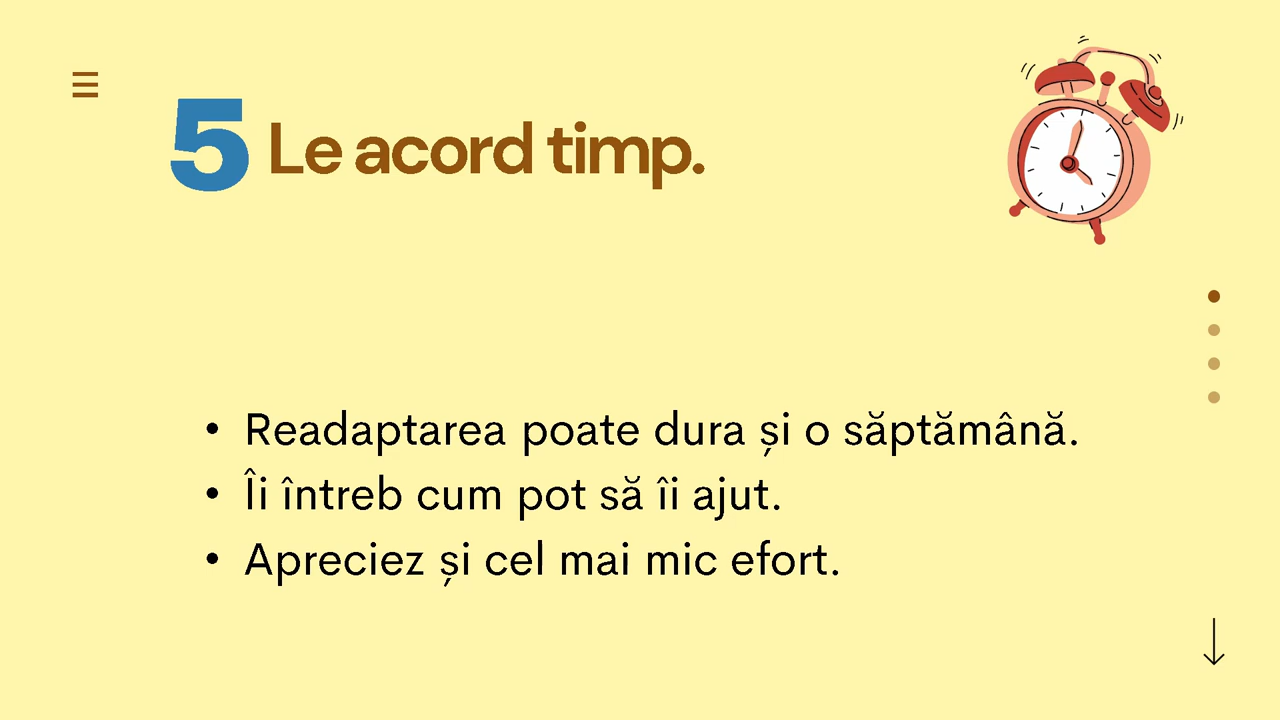 5 Le acord timp.
• Readaptarea poate dura și o săptămână.
• Îi întreb cum pot să îi ajut.
• Apreciez și cel mai mic efort.